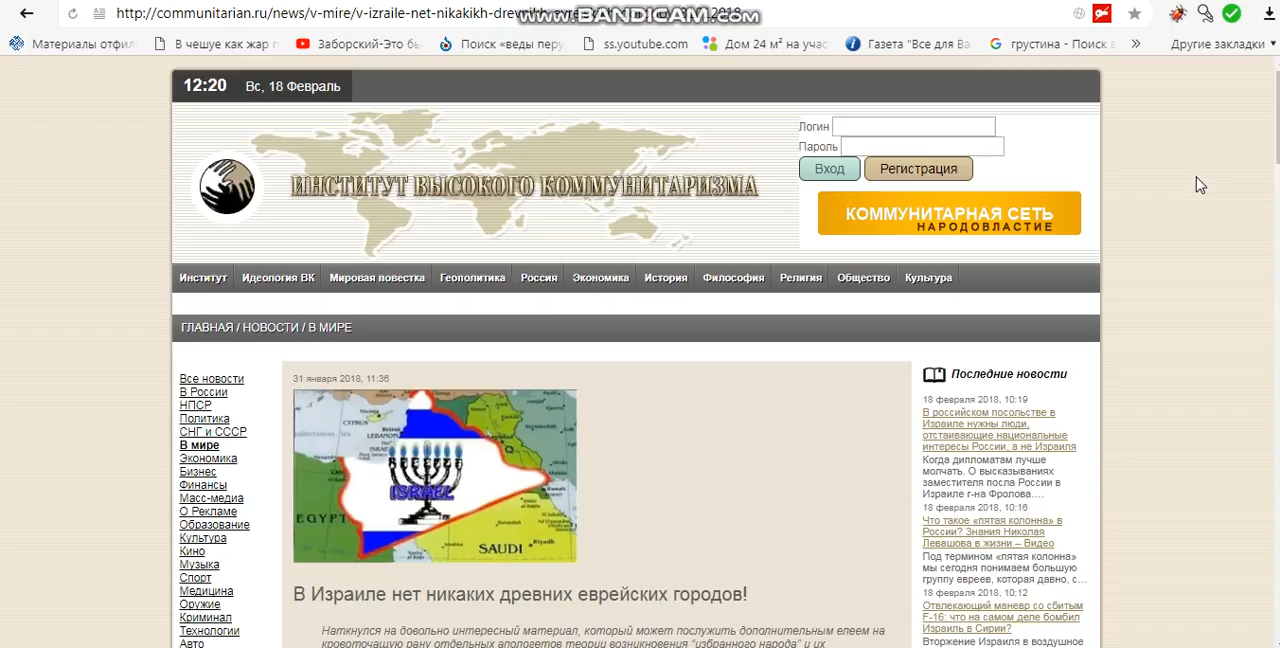 http://communitarian.ru/news/v-mire/v-izraile-net-nikakikh-drevnikh-
www.BANDICAM.com
Материалы отфил
В чешуе как жар г
Заборский-Это бы
Поиск «веды перу
ss.youtube.com
Дом 24 м² на учас
Газета "Все для Ва
грустина - Поиск в
»
Другие закладки
12:20 Вс, 18 Февраль
Логин
Пароль
Вход
Регистрация
ИНСТИТУТ ВЫСОКОГО КОММУНИТАРИЗМА
КОММУНИТАРНАЯ СЕТЬ
НАРОДОВЛАСТИЕ
Институт Идеология ВК Мировая повестка Геополитика Россия Экономика История Философия Религия Общество Культура
ГЛАВНАЯ / НОВОСТИ / В МИРЕ
Все новости
В России
НПСР
Политика
СНГ и СССР
В мире
Экономика
Бизнес
Финансы
Масс-медиа
О Рекламе
Образование
Культура
Кино
Музыка
Спорт
Медицина
Оружие
Криминал
Технологии
Авто
31 января 2018, 11:36
CYPRUS
Beirut
LEBANON
ISRAEL
EGYPT
SAUDI
Riyadh
В Израиле нет никаких древних еврейских городов!
Наткнулся на довольно интересный материал, который может послужить дополнительным елеем на
кровоточащую рану отдельных апологетов теории возникновения "избранного народа" и их
Последние новости
18 февраля 2018, 10:19
В российском посольстве в
Израиле нужны люди,
отстаивающие национальные
интересы России, а не Израиля
Когда дипломатам лучше
молчать. О высказываниях
заместителя посла России в
Израиле г-на Фролова....
18 февраля 2018, 10:16
Что такое «пятая колонна» в
России? Знания Николая
Левашова в жизни – Видео
Под термином «пятая колонна»
мы сегодня понимаем большую
группу евреев, которая давно, с...
18 февраля 2018, 10:12
Отвлекающий маневр со сбитым
F-16: что на самом деле бомбил
Израиль в Сирии?
Вторжение Израиля в воздушное